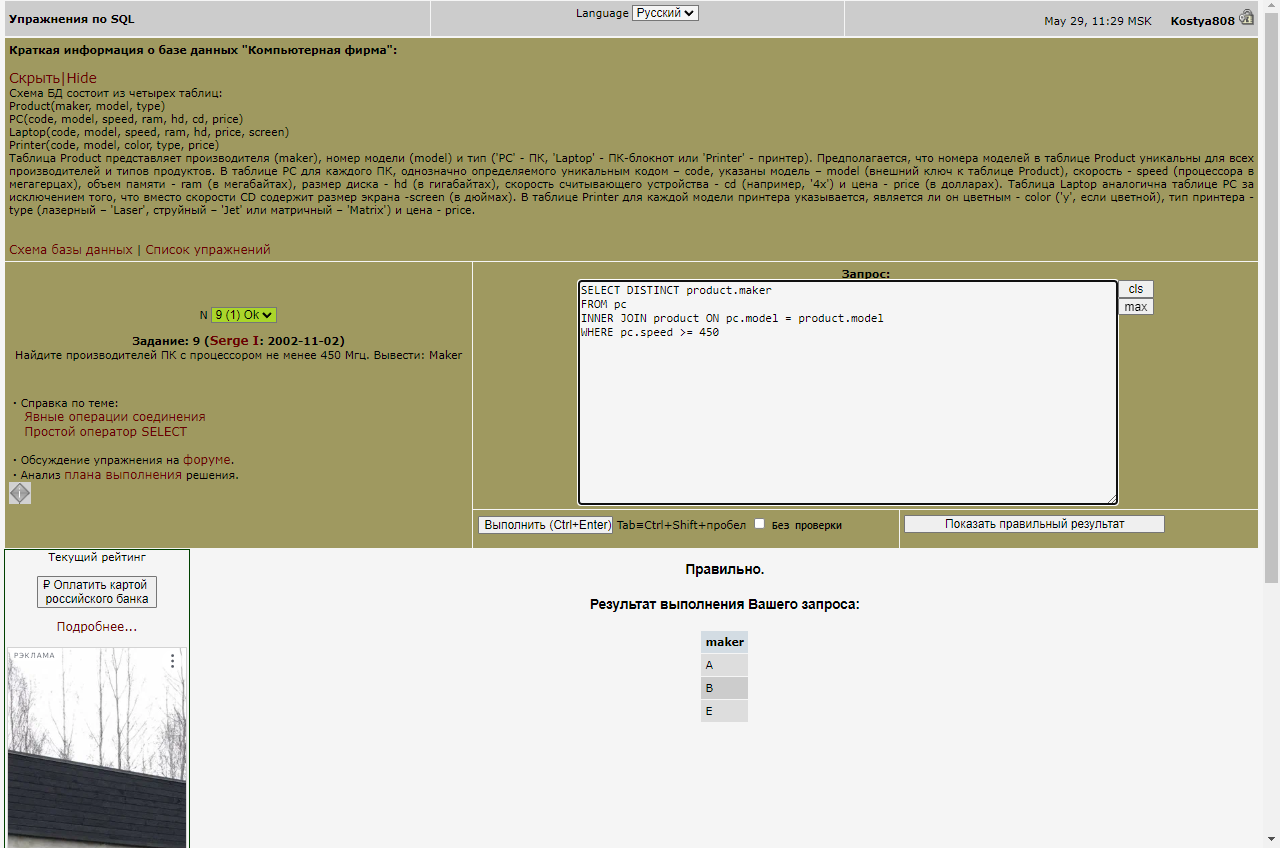 Упражнения по SQL
Language Русский
May 29, 11:29 MSK Kostya808
Краткая информация о базе данных "Компьютерная фирма":
Скрыть|Hide
Схема БД состоит из четырех таблиц:
Product(maker, model, type)
PC(code, model, speed, ram, hd, cd, price)
Laptop(code, model, speed, ram, hd, price, screen)
Printer(code, model, color, type, price)
Таблица Product представляет производителя (maker), номер модели (model) и тип ('PC' - ПК, 'Laptop' - ПК-блокнот или 'Printer' - принтер). Предполагается, что номера моделей в таблице Product уникальны для всех
производителей и типов продуктов. В таблице PC для каждого ПК, однозначно определяемого уникальным кодом – code, указаны модель – model (внешний ключ к таблице Product), скорость - speed (процессора в
мегагерцах), объем памяти - ram (в мегабайтах), размер диска - hd (в гигабайтах), скорость считывающего устройства - cd (например, '4x') и цена - price (в долларах). Таблица Laptop аналогична таблице PC за
исключением того, что вместо скорости CD содержит размер экрана -screen (в дюймах). В таблице Printer для каждой модели принтера указывается, является ли он цветным - color ('y', если цветной), тип принтера -
type (лазерный – 'Laser', струйный – 'Jet' или матричный – 'Matrix') и цена - price.
Схема базы данных | Список упражнений
N 9 (1) Ok
Задание: 9 (Serge I: 2002-11-02)
Найдите производителей ПК с процессором не менее 450 Мгц. Вывести: Maker
· Справка по теме:
Явные операции соединения
Простой оператор SELECT
· Обсуждение упражнения на форуме.
· Анализ плана выполнения решения.
Запрос:
SELECT DISTINCT product.maker
FROM pc
INNER JOIN product ON pc.model = product.model
WHERE pc.speed >= 450
cls
max
Выполнить (Ctrl+Enter) Tab=Ctrl+Shift+пробел Без проверки
Показать правильный результат
Текущий рейтинг
₽ Оплатить картой
российского банка
Подробнее...
РЭКЛАМА
Правильно.
Результат выполнения Вашего запроса:
maker
A
B
E